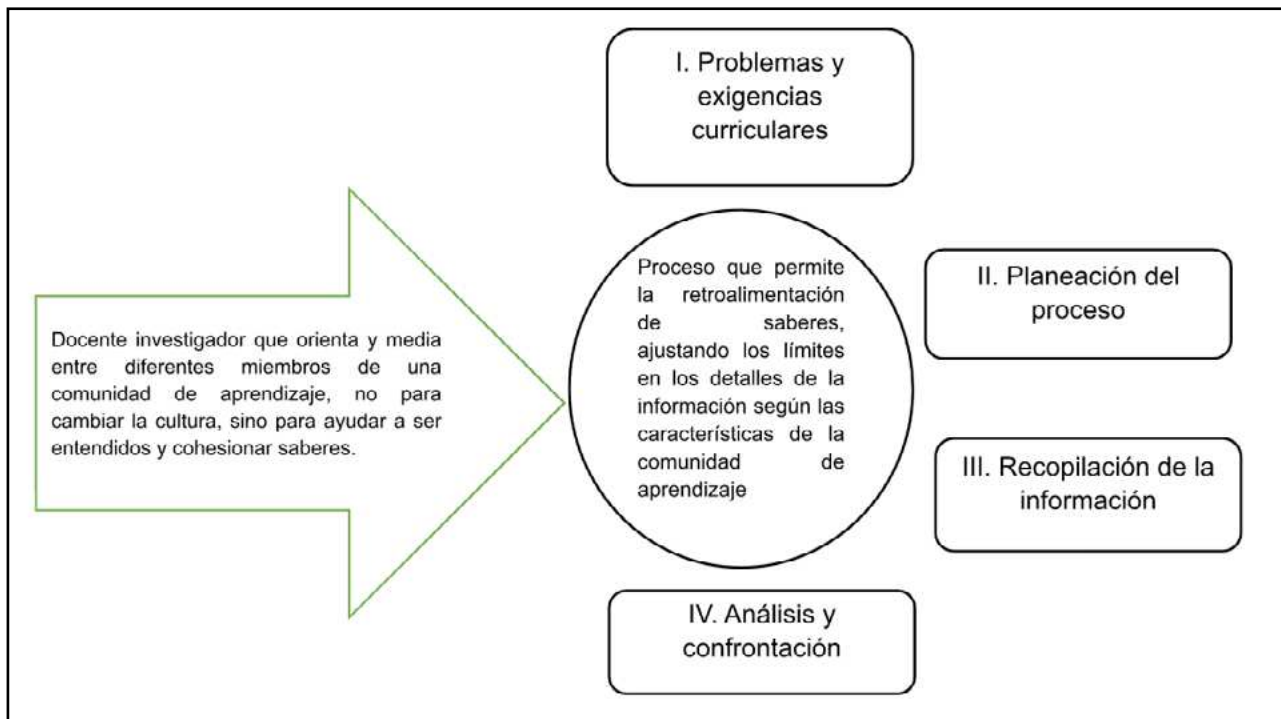 I. Problemas y
exigencias
curriculares
Docente investigador que orienta y media
entre diferentes miembros de una
comunidad de aprendizaje, no para
cambiar la cultura, sino para ayudar a ser
entendidos y cohesionar saberes.
Proceso que permite
la retroalimentación
de saberes,
ajustando los límites
en los detalles de la
información según las
características de la
comunidad de
aprendizaje
II. Planeación del
proceso
III. Recopilación de la
información
IV. Análisis y
confrontación